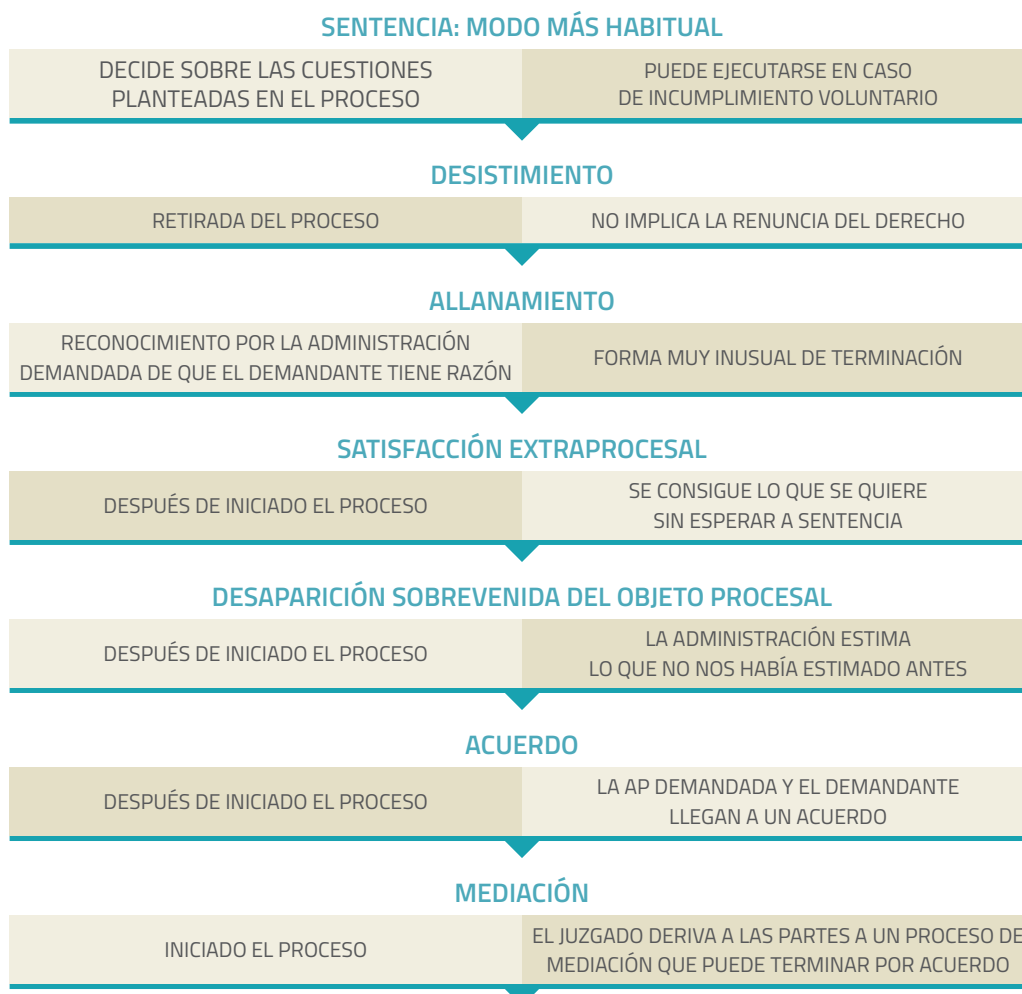 SENTENCIA: MODO MÁS HABITUAL
DECIDE SOBRE LAS CUESTIONES
PLANTEADAS EN EL PROCESO
PUEDE EJECUTARSE EN CASO
DE INCUMPLIMIENTO VOLUNTARIO
DESISTIMIENTO
RETIRADA DEL PROCESO
NO IMPLICA LA RENUNCIA DEL DERECHO
ALLANAMIENTO
RECONOCIMIENTO POR LA ADMINISTRACIÓN
DEMANDADA DE QUE EL DEMANDANTE TIENE RAZÓN
FORMA MUY INUSUAL DE TERMINACIÓN
SATISFACCIÓN EXTRAPROCESAL
DESPUÉS DE INICIADO EL PROCESO
SE CONSIGUE LO QUE SE QUIERE
SIN ESPERAR A SENTENCIA
DESAPARICIÓN SOBREVENIDA DEL OBJETO PROCESAL
DESPUÉS DE INICIADO EL PROCESO
LA ADMINISTRACIÓN ESTIMA
LO QUE NO NOS HABÍA ESTIMADO ANTES
ACUERDO
DESPUÉS DE INICIADO EL PROCESO
LA AP DEMANDADA Y EL DEMANDANTE
LLEGAN A UN ACUERDO
MEDIACIÓN
INICIADO EL PROCESO
EL JUZGADO DERIVA A LAS PARTES A UN PROCESO DE
MEDIACIÓN QUE PUEDE TERMINAR POR ACUERDO